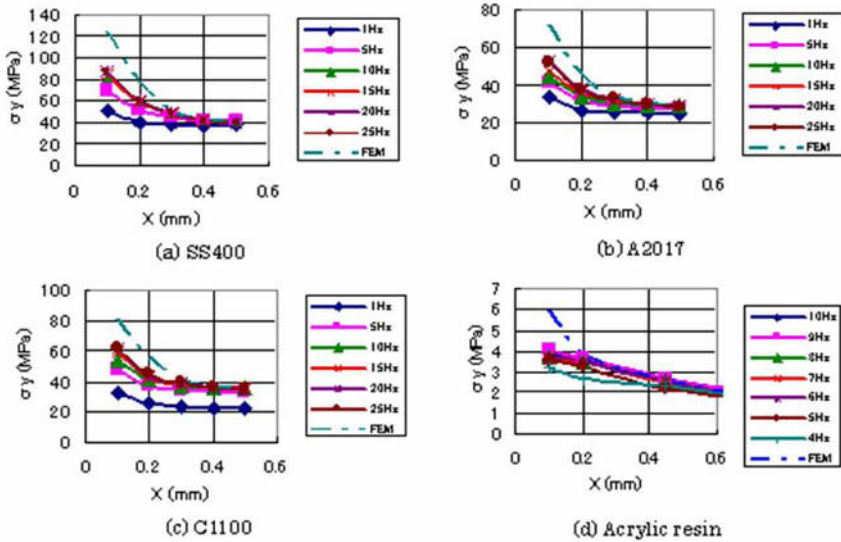 140
120
100
80
60
40
20
0
σy (MPa)
0 0.2 0.4 0.6
X (mm)
1Hz
5Hz
10Hz
15Hz
20Hz
25Hz
FEM
(a) SS400
80
60
40
20
0
σy (MPa)
0 0.2 0.4 0.6
X (mm)
1Hz
5Hz
10Hz
15Hz
20Hz
25Hz
FEM
(b) A2017
100
80
60
40
20
0
σy (MPa)
0 0.2 0.4 0.6
X (mm)
1Hz
5Hz
10Hz
15Hz
20Hz
25Hz
FEM
(c) C1100
7
6
5
4
3
2
1
0
σy (MPa)
0 0.2 0.4 0.6
X (mm)
10Hz
9Hz
8Hz
7Hz
6Hz
5Hz
4Hz
FEM
(d) Acrylic resin